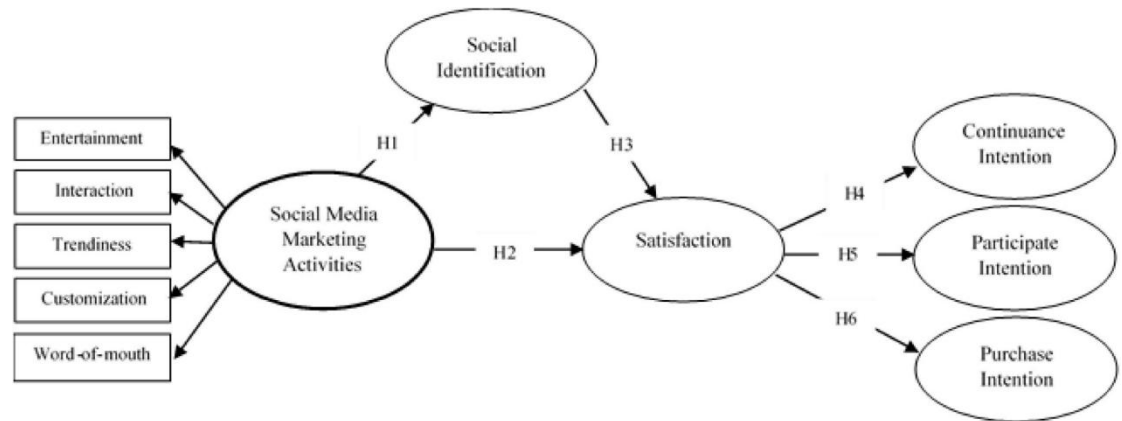 Social
Identification
Entertainment
Interaction
Trendiness
Customization
Word-of-mouth
H1
H3
Social Media
Marketing
Activities
H2
Satisfaction
H4
H5
H6
Continuance
Intention
Participate
Intention
Purchase
Intention